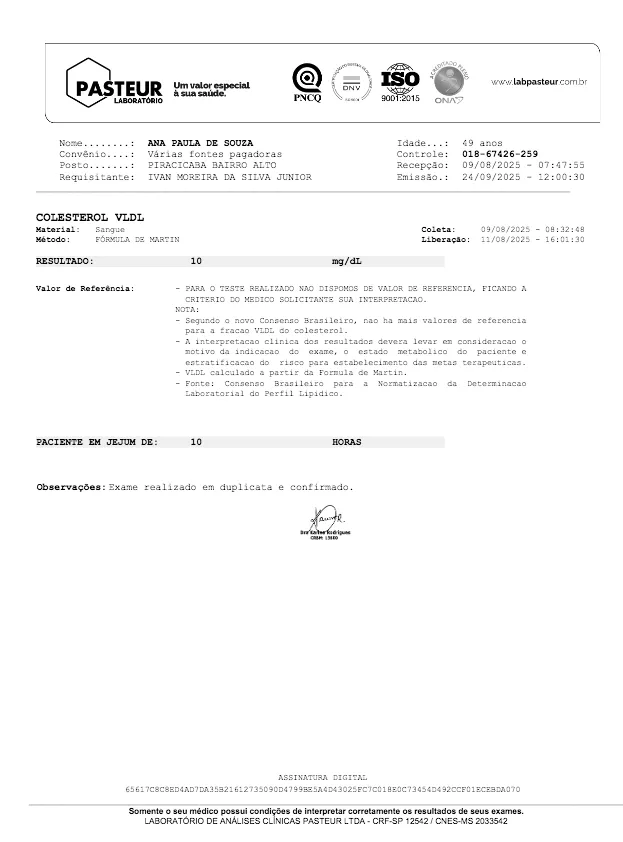 PASTEUR
LABORATÓRIO
Um valor especial
à sua saúde.
PNCQ
DNV
ISO
9001:2015
ACREDITADO PLENO
ONA
www.labpasteur.com.br
Nome.......: ANA PAULA DE SOUZA
Idade...: 49 anos
Convênio....: Várias fontes pagadoras
Controle: 018-67426-259
Posto.......: PIRACICABA BAIRRO ALTO
Recepção: 09/08/2025 - 07:47:55
Requisitante: IVAN MOREIRA DA SILVA JUNIOR
Emissão.: 24/09/2025 - 12:00:30
COLESTEROL VLDL
Material: Sangue
Coleta: 09/08/2025 - 08:32:48
Método: FÓRMULA DE MARTIN
Liberação: 11/08/2025 - 16:01:30
RESULTADO: 10 mg/dL
Valor de Referência: - PARA O TESTE REALIZADO NAO DISPOMOS DE VALOR DE REFERENCIA, FICANDO A
CRITERIO DO MEDICO SOLICITANTE SUA INTERPRETACAO.
NOTA:
- Segundo o novo Consenso Brasileiro, nao ha mais valores de referencia
para a fracao VLDL do colesterol.
- A interpretacao clinica dos resultados devera levar em consideracao o
motivo da indicacao do exame, o estado metabolico do paciente e
estratificacao do risco para estabelecimento das metas terapeuticas.
- VLDL calculado a partir da Formula de Martin.
- Fonte: Consenso Brasileiro para a Normatizacao da Determinacao
Laboratorial do Perfil Lipidico.
PACIENTE EM JEJUM DE: 10 HORAS
Observações: Exame realizado em duplicata e confirmado.
Rodrigues
ASSINATURA DIGITAL
65617C8C8ED4AD7DA35B21612735090D4799BE5A4D43025FC7C018E0C73454D492CCF01ECEBDA070
Somente o seu médico possui condições de interpretar corretamente os resultados de seus exames.
LABORATÓRIO DE ANÁLISES CLÍNICAS PASTEUR LTDA - CRF-SP 12542 / CNES-MS 2033542